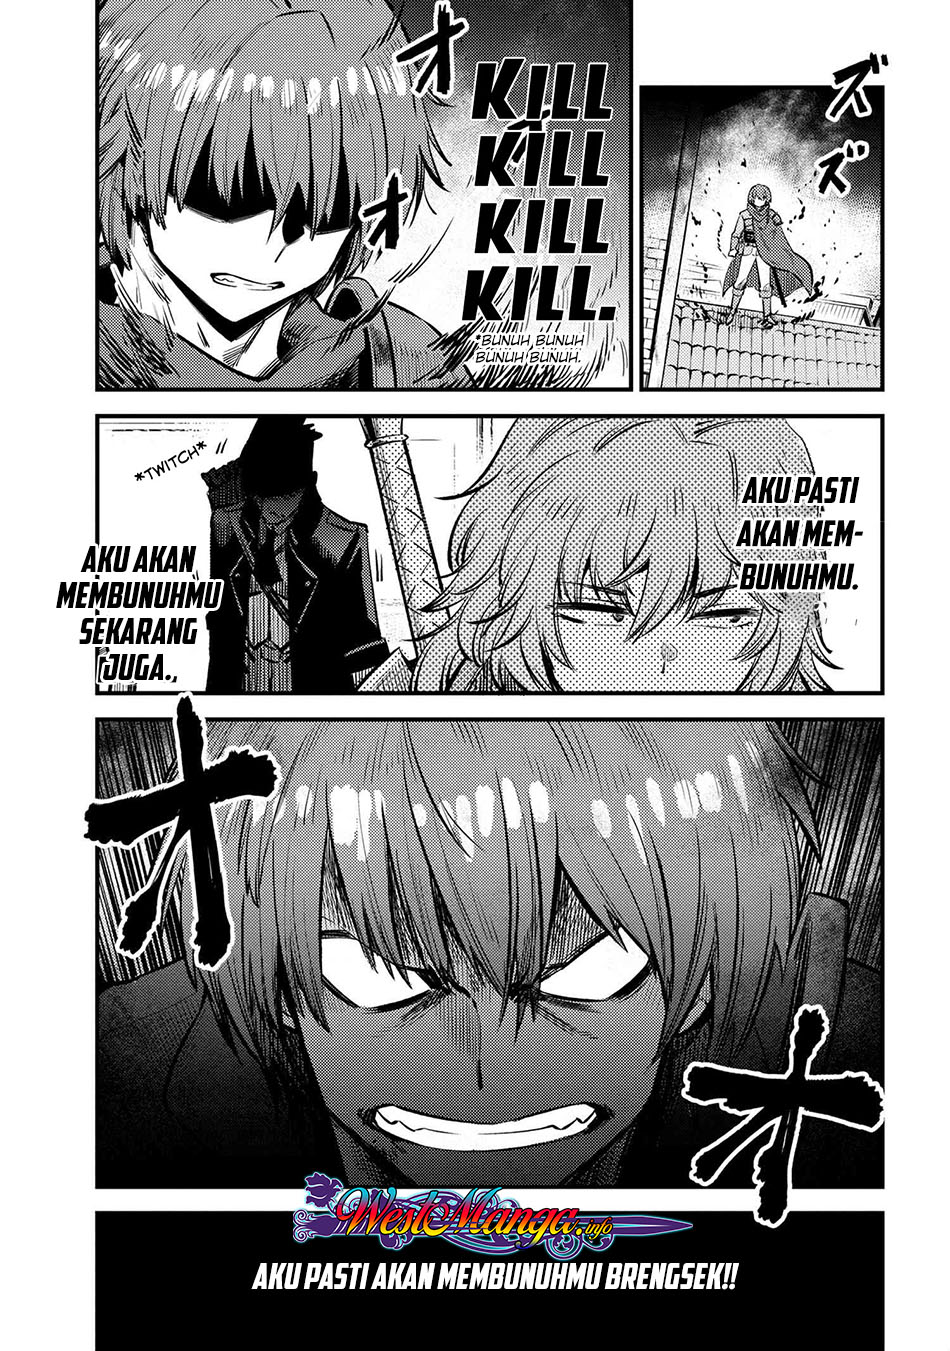 オ
オ
KILL
KILL
KILL
KILL.
*BUNUH BUNUH
BUNUH BUNUH.
ズ
ズ
AKU PASTI
AKAN MEM-
BUNUHMU.
*TWITCH*
AKU AKAN
MEMBUNUHMU
SEKARANG
JUGA.,
オ
オ
WestManga.info
AKU PASTI AKAN MEMBUNUHMU BRENGSEK!!